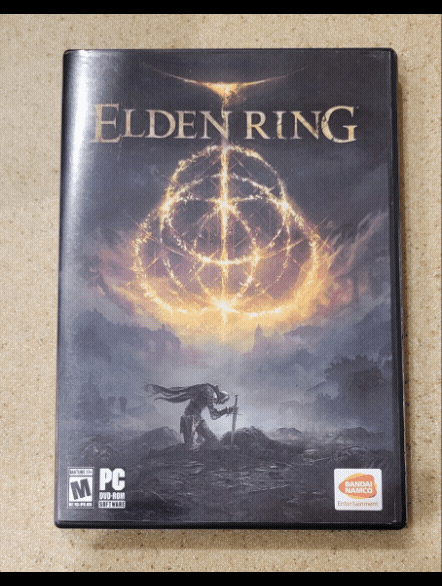 ELDEN RING
MATURE 17+
M
ESRB
PC
DVD-ROM
SOFTWARE
BANDAI
NAMCO
Entertainment